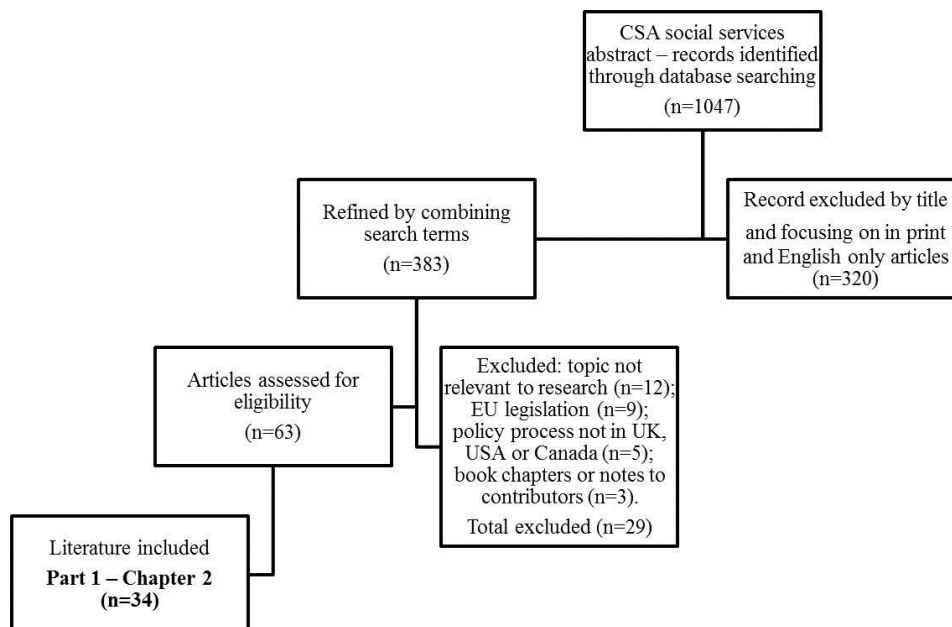 CSA social services
abstract – records identified
through database searching
(n=1047)
Refined by combining
search terms
(n=383)
Record excluded by title
and focusing on in print
and English only articles
(n=320)
Articles assessed for
eligibility
(n=63)
Excluded: topic not
relevant to research (n=12);
EU legislation (n=9);
policy process not in UK,
USA or Canada (n=5);
book chapters or notes to
contributors (n=3).
Total excluded (n=29)
Literature included
Part 1 – Chapter 2
(n=34)